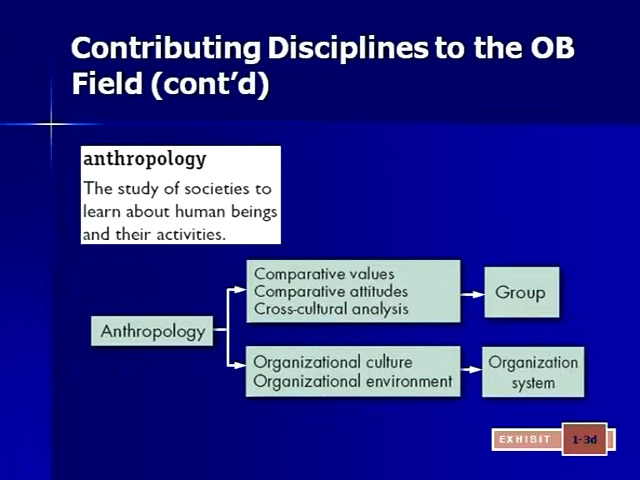 Contributing Disciplines to the OB
Field (cont’d)
anthropology
The study of societies to
learn about human beings
and their activities.
Comparative values
Comparative attitudes
Cross-cultural analysis
Group
Anthropology
Organizational culture
Organizational environment
Organization
system
EXHIBIT 1-3d